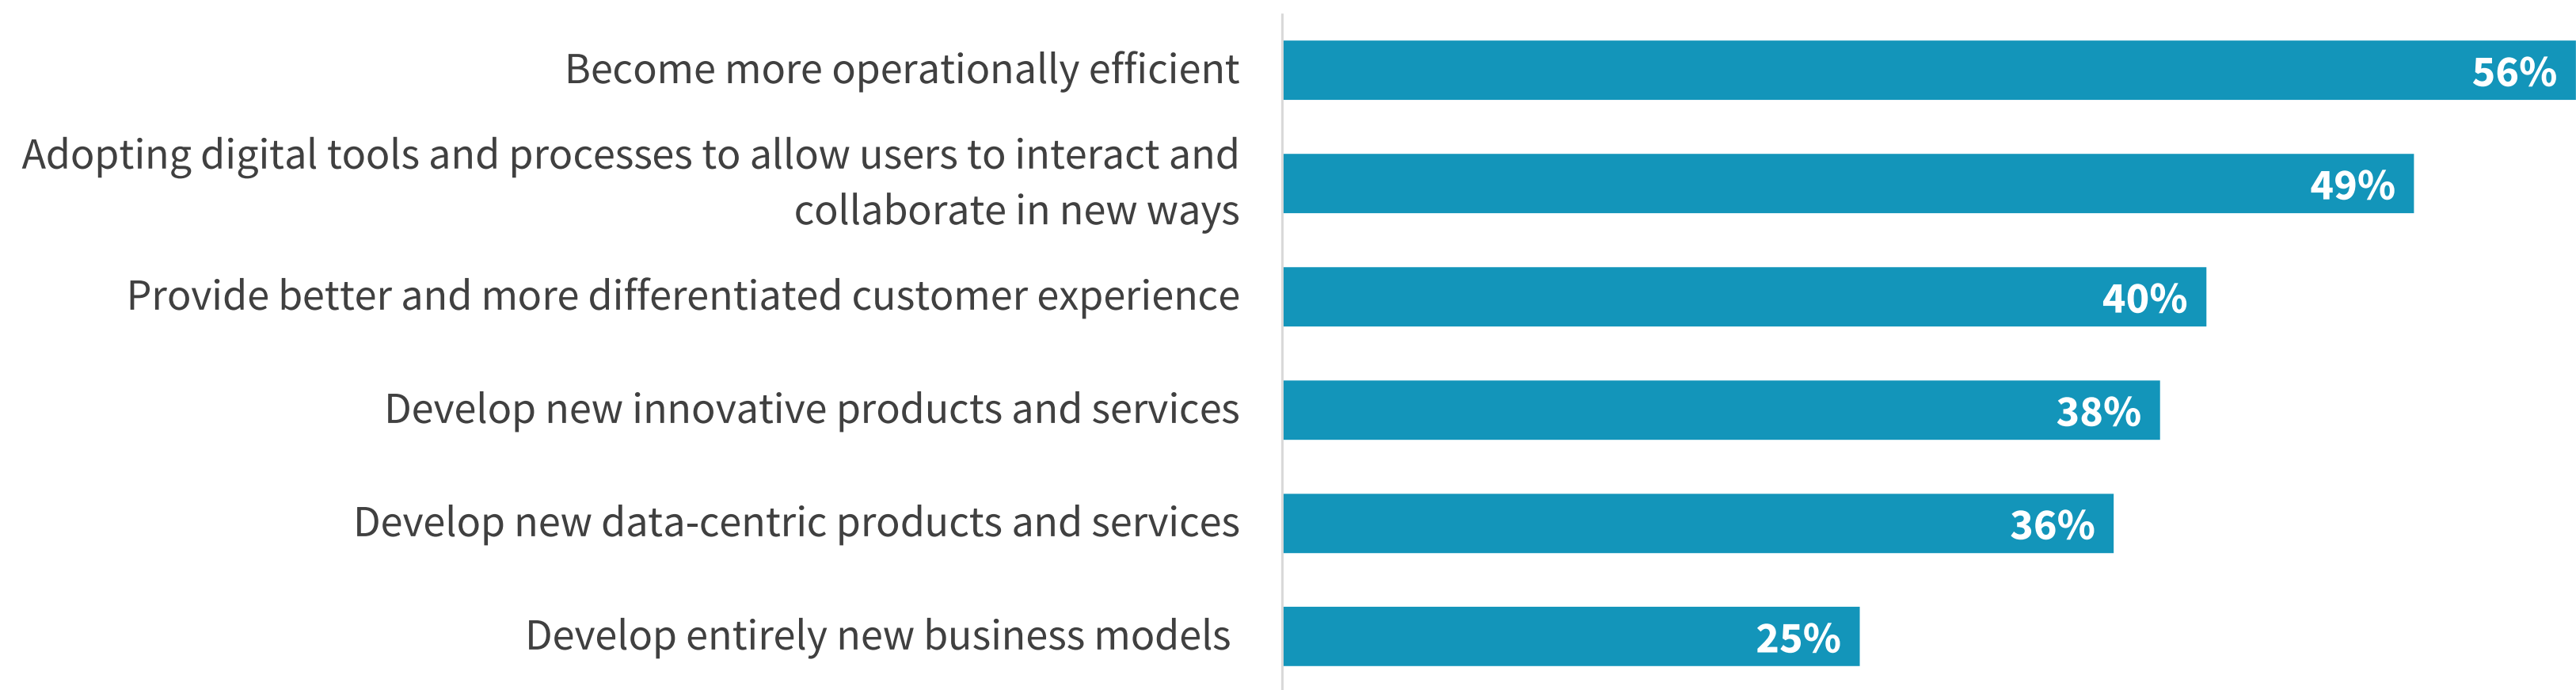 Become more operationally efficient 56%
Adopting digital tools and processes to allow users to interact and
collaborate in new ways 49%
Provide better and more differentiated customer experience 40%
Develop new innovative products and services 38%
Develop new data-centric products and services 36%
Develop entirely new business models 25%